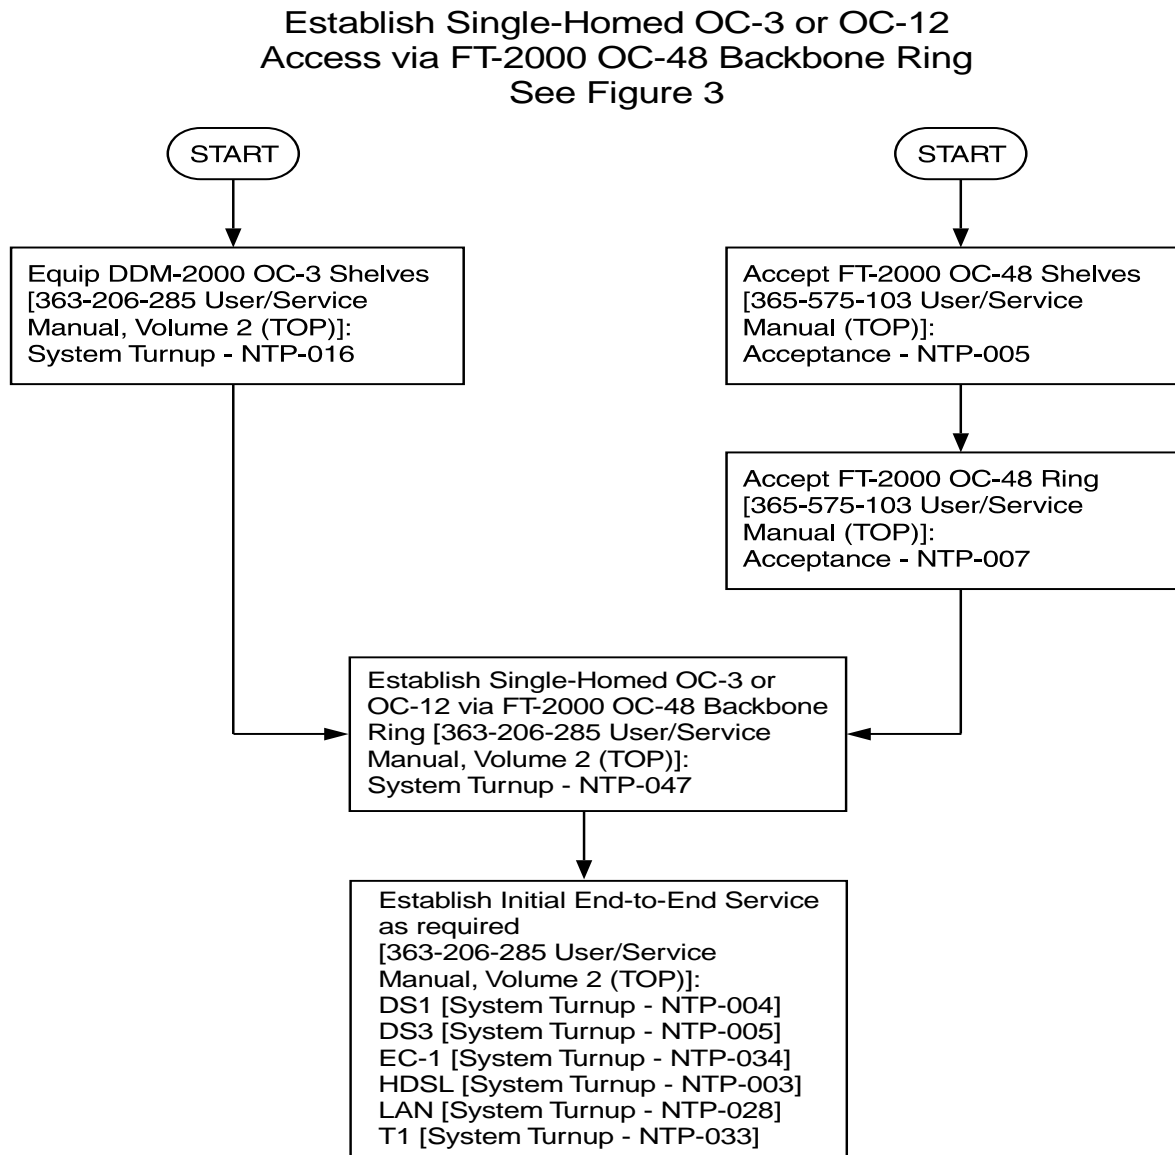 Establish Single-Homed OC-3 or OC-12
Access via FT-2000 OC-48 Backbone Ring
See Figure 3
START
START
Equip DDM-2000 OC-3 Shelves
[363-206-285 User/Service
Manual, Volume 2 (TOP)]:
System Turnup - NTP-016
Accept FT-2000 OC-48 Shelves
[365-575-103 User/Service
Manual (TOP)]:
Acceptance - NTP-005
Accept FT-2000 OC-48 Ring
[365-575-103 User/Service
Manual (TOP)]:
Acceptance - NTP-007
Establish Single-Homed OC-3 or
OC-12 via FT-2000 OC-48 Backbone
Ring [363-206-285 User/Service
Manual, Volume 2 (TOP)]:
System Turnup - NTP-047
Establish Initial End-to-End Service
as required
[363-206-285 User/Service
Manual, Volume 2 (TOP)]:
DS1 [System Turnup - NTP-004]
DS3 [System Turnup - NTP-005]
EC-1 [System Turnup - NTP-034]
HDSL [System Turnup - NTP-003]
LAN [System Turnup - NTP-028]
T1 [System Turnup - NTP-033]